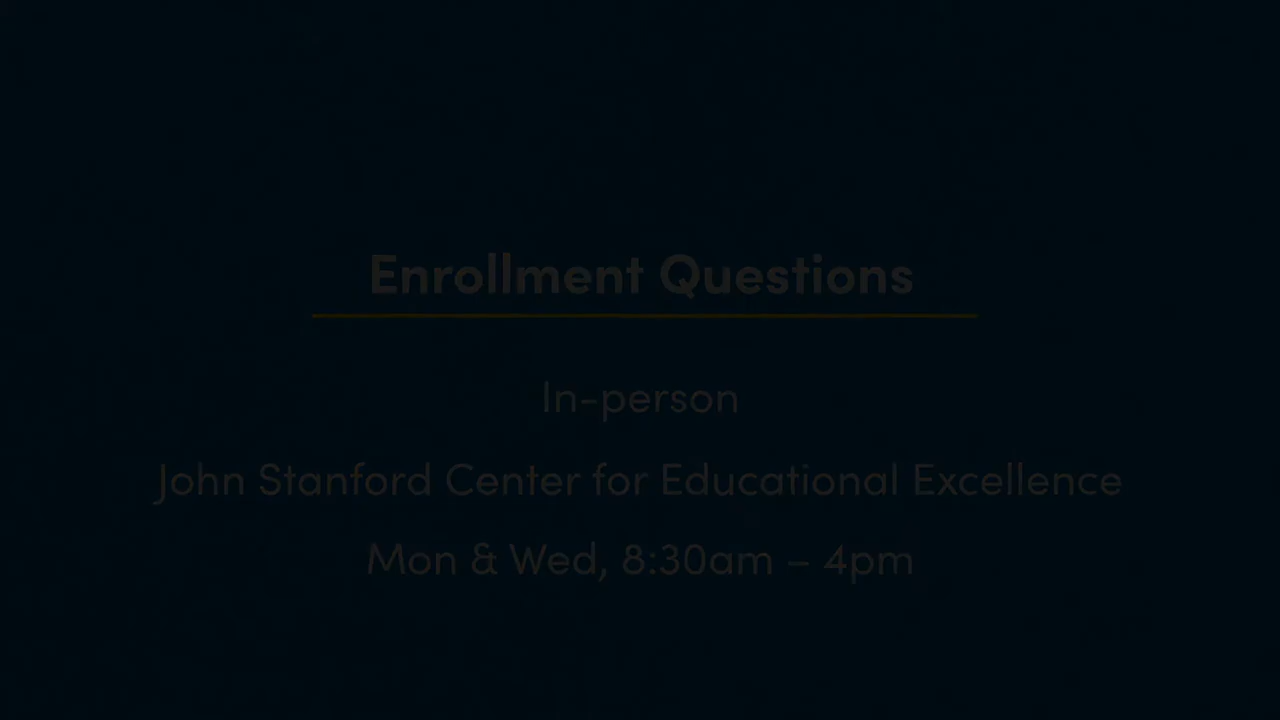 Enrollment Questions
In-person
John Stanford Center for Educational Excellence
Mon & Wed, 8:30am – 4pm